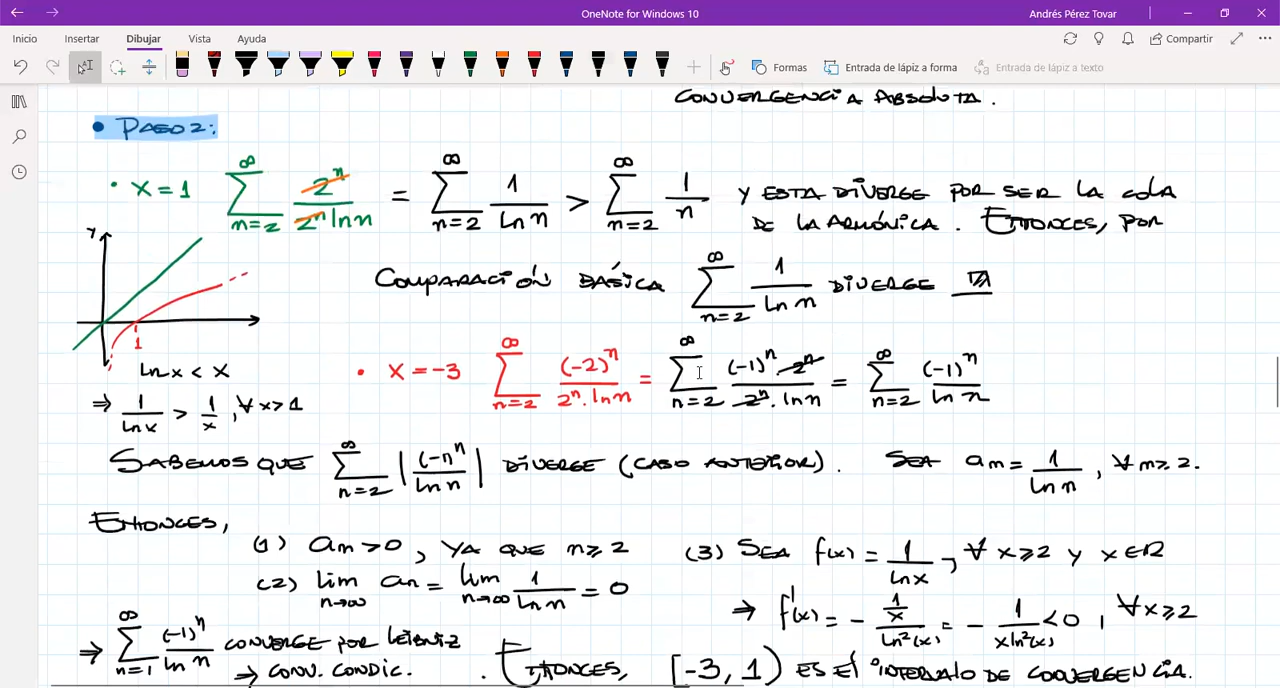 OneNote for Windows 10
Andrés Pérez Tovar
Inicio Insertar Dibujar Vista Ayuda
Compartir
Formas Entrada de lápiz a forma Entrada de lápiz a texto
CONVERGENCIA ABSOLUTA.
• PASO 2:
• x = 1 ∑_{n=2}^{∞} 2^n / (2^n ln n) = ∑_{n=2}^{∞} 1 / ln n > ∑_{n=2}^{∞} 1/n Y ESTA DIVERGE POR SER LA COLA
DE LA ARMÓNICA. ENTONCES, POR
COMPARACIÓN BÁSICA ∑_{n=2}^{∞} 1 / ln n DIVERGE
y
1
ln x < x
⇒ 1 / ln x > 1 / x, ∀ x > 1
• x = -3 ∑_{n=2}^{∞} (-2)^n / (2^n · ln n) = ∑_{n=2}^{∞} (-1)^n · 2^n / (2^n · ln n) = ∑_{n=2}^{∞} (-1)^n / ln n
SABEMOS QUE ∑_{n=2}^{∞} |(-1)^n / ln n| DIVERGE (CASO ANTERIOR). SEA a_n = 1 / ln n, ∀ n ≥ 2.
ENTONCES,
(1) a_n > 0, YA QUE n ≥ 2
(2) lim_{n→∞} a_n = lim_{n→∞} 1 / ln n = 0
(3) SEA f(x) = 1 / ln x, ∀ x ≥ 2 Y x ∈ R
⇒ f'(x) = - (1/x) / ln²(x) = - 1 / (x ln²(x)) < 0, ∀ x ≥ 2
⇒ ∑_{n=1}^{∞} (-1)^n / ln n CONVERGE POR LEIBNIZ
→ CONV. CONDIC. . ENTONCES, [-3, 1) ES EL INTERVALO DE CONVERGENCIA.